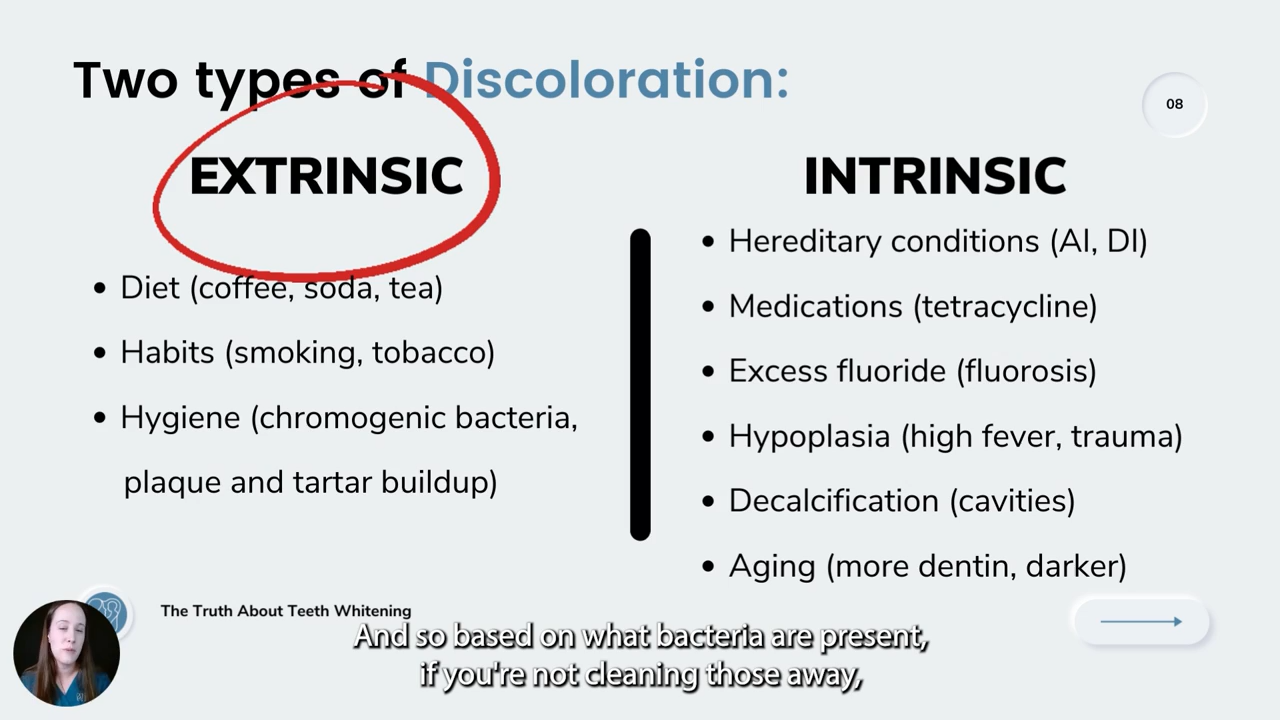 Two types of Discoloration:
08
EXTRINSIC
Diet (coffee, soda, tea)
Habits (smoking, tobacco)
Hygiene (chromogenic bacteria,
plaque and tartar buildup)
INTRINSIC
Hereditary conditions (AI, DI)
Medications (tetracycline)
Excess fluoride (fluorosis)
Hypoplasia (high fever, trauma)
Decalcification (cavities)
Aging (more dentin, darker)
The Truth About Teeth Whitening
And so based on what bacteria are present,
if you're not cleaning those away,